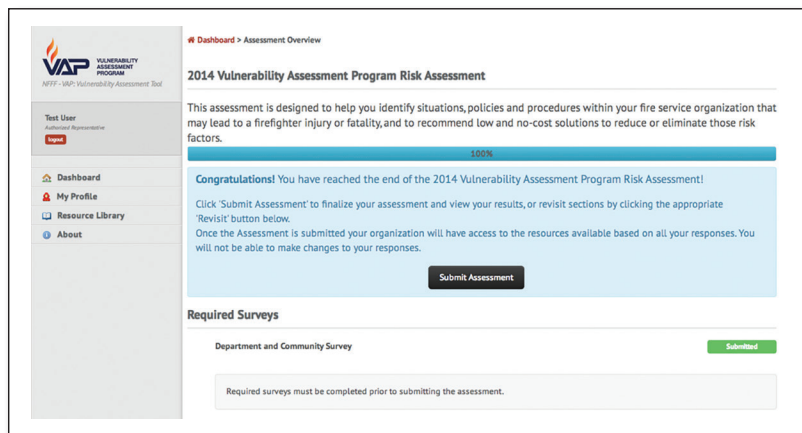 VAP
VULNERABILITY
ASSESSMENT
PROGRAM
NFFF - VAP: Vulnerability Assessment Tool
Test User
Authorized Representative
Logout
Dashboard
My Profile
Resource Library
About
Dashboard > Assessment Overview
2014 Vulnerability Assessment Program Risk Assessment
This assessment is designed to help you identify situations, policies and procedures within your fire service organization that
may lead to a firefighter injury or fatality, and to recommend low and no-cost solutions to reduce or eliminate those risk
factors.
100%
Congratulations! You have reached the end of the 2014 Vulnerability Assessment Program Risk Assessment!
Click 'Submit Assessment' to finalize your assessment and view your results, or revisit sections by clicking the appropriate
'Revisit' button below.
Once the Assessment is submitted your organization will have access to the resources available based on all your responses. You
will not be able to make changes to your responses.
Submit Assessment
Required Surveys
Department and Community Survey
Submitted
Required surveys must be completed prior to submitting the assessment.